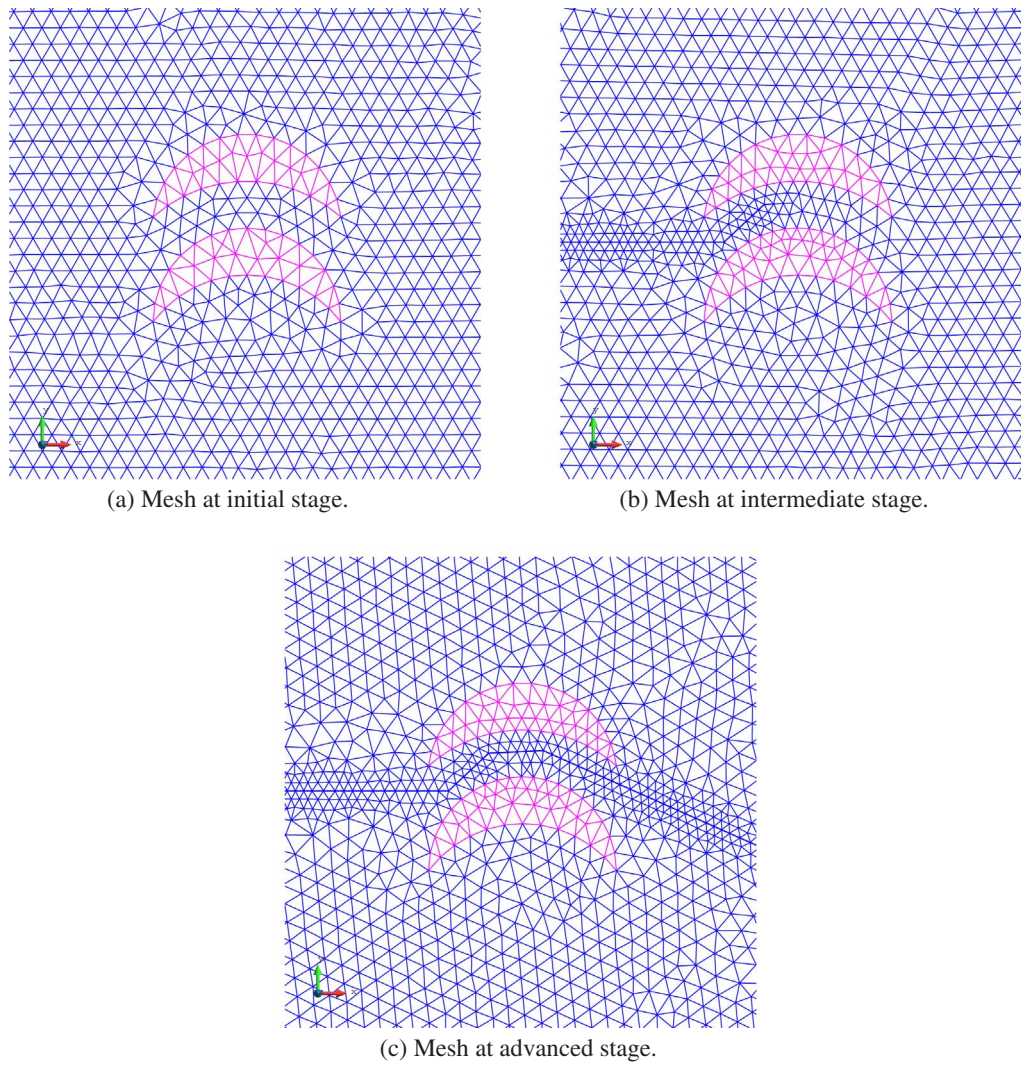 y
x
y
x
(a) Mesh at initial stage.
(b) Mesh at intermediate stage.
y
x
(c) Mesh at advanced stage.